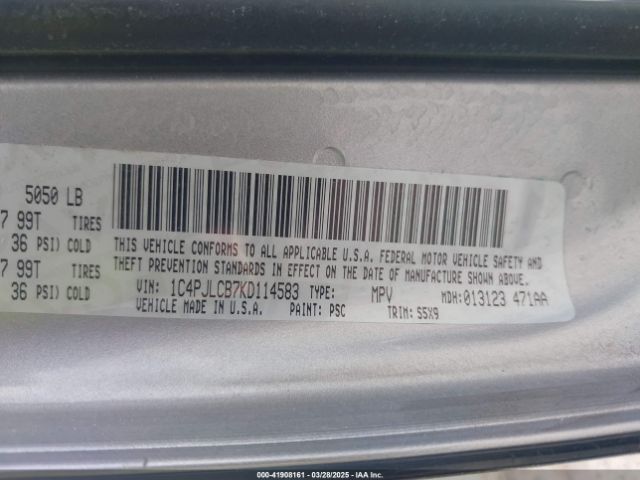 5050 LB
7 99T TIRES
36 PSI) COLD
7 99T TIRES
36 PSI) COLD
THIS VEHICLE CONFORMS TO ALL APPLICABLE U.S.A. FEDERAL MOTOR VEHICLE SAFETY AND
THEFT PREVENTION STANDARDS IN EFFECT ON THE DATE OF MANUFACTURE SHOWN ABOVE.
VIN: 1C4PJLCB7KD114583 TYPE: MPV MDH: 013123 471AA
VEHICLE MADE IN U.S.A. PAINT: PSC TRIM: S5X9
000-41908161 | 03/28/2025 | IAA Inc.